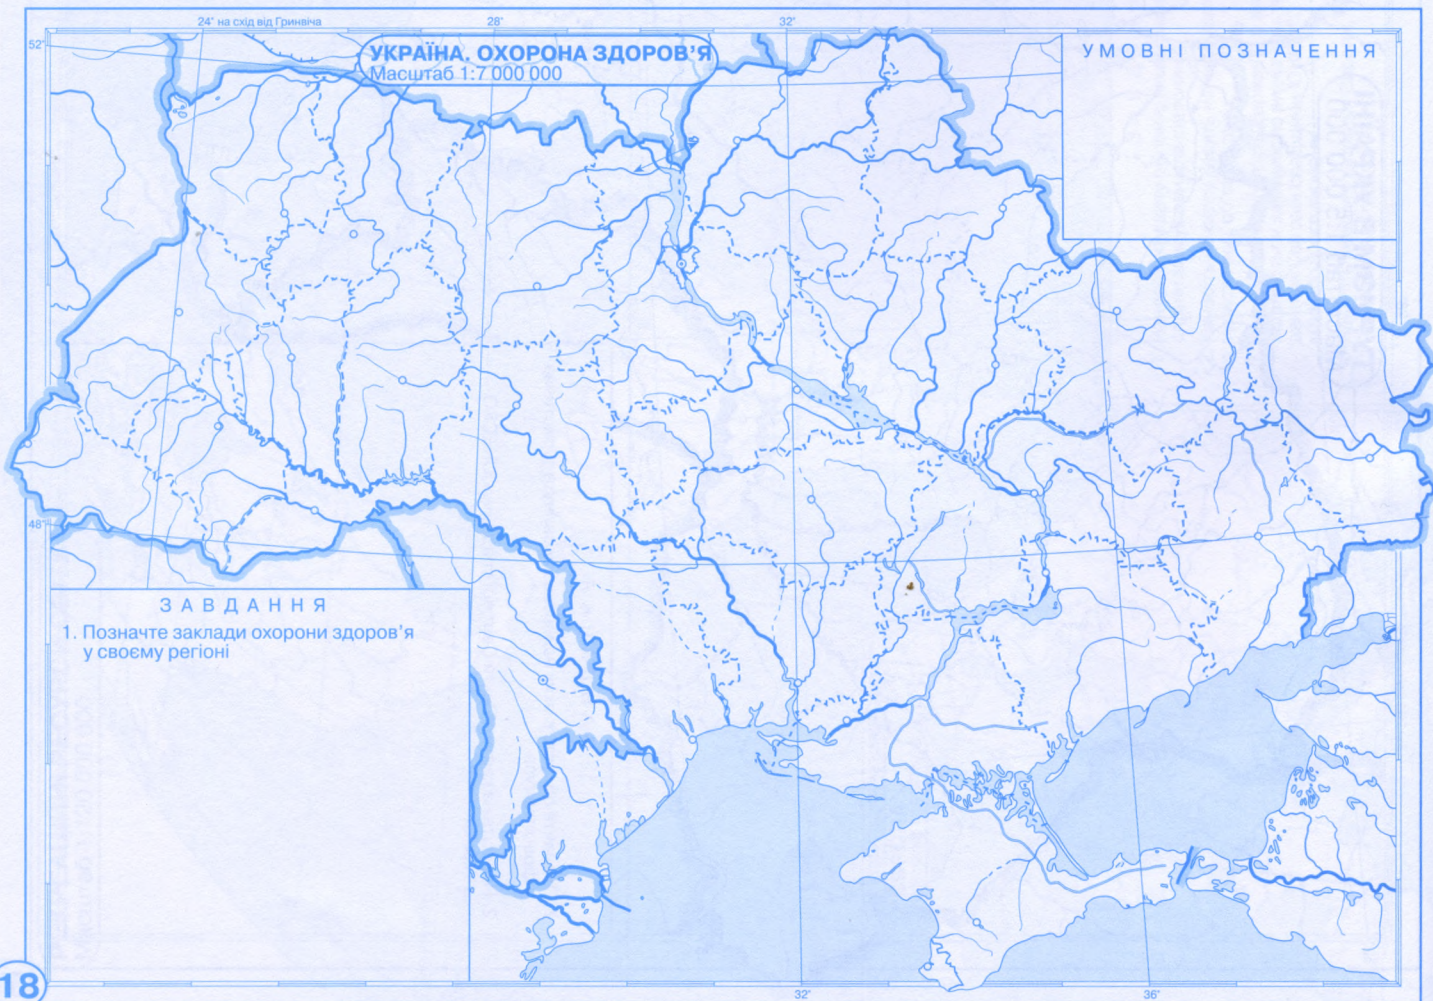 24° на схід від Гринвіча
28°
32°
52°
УКРАЇНА. ОХОРОНА ЗДОРОВ'Я
Масштаб 1:7 000 000
УМОВНІ ПОЗНАЧЕННЯ
48°
ЗАВДАННЯ
1. Позначте заклади охорони здоров'я
у своєму регіоні
18
32°
36°